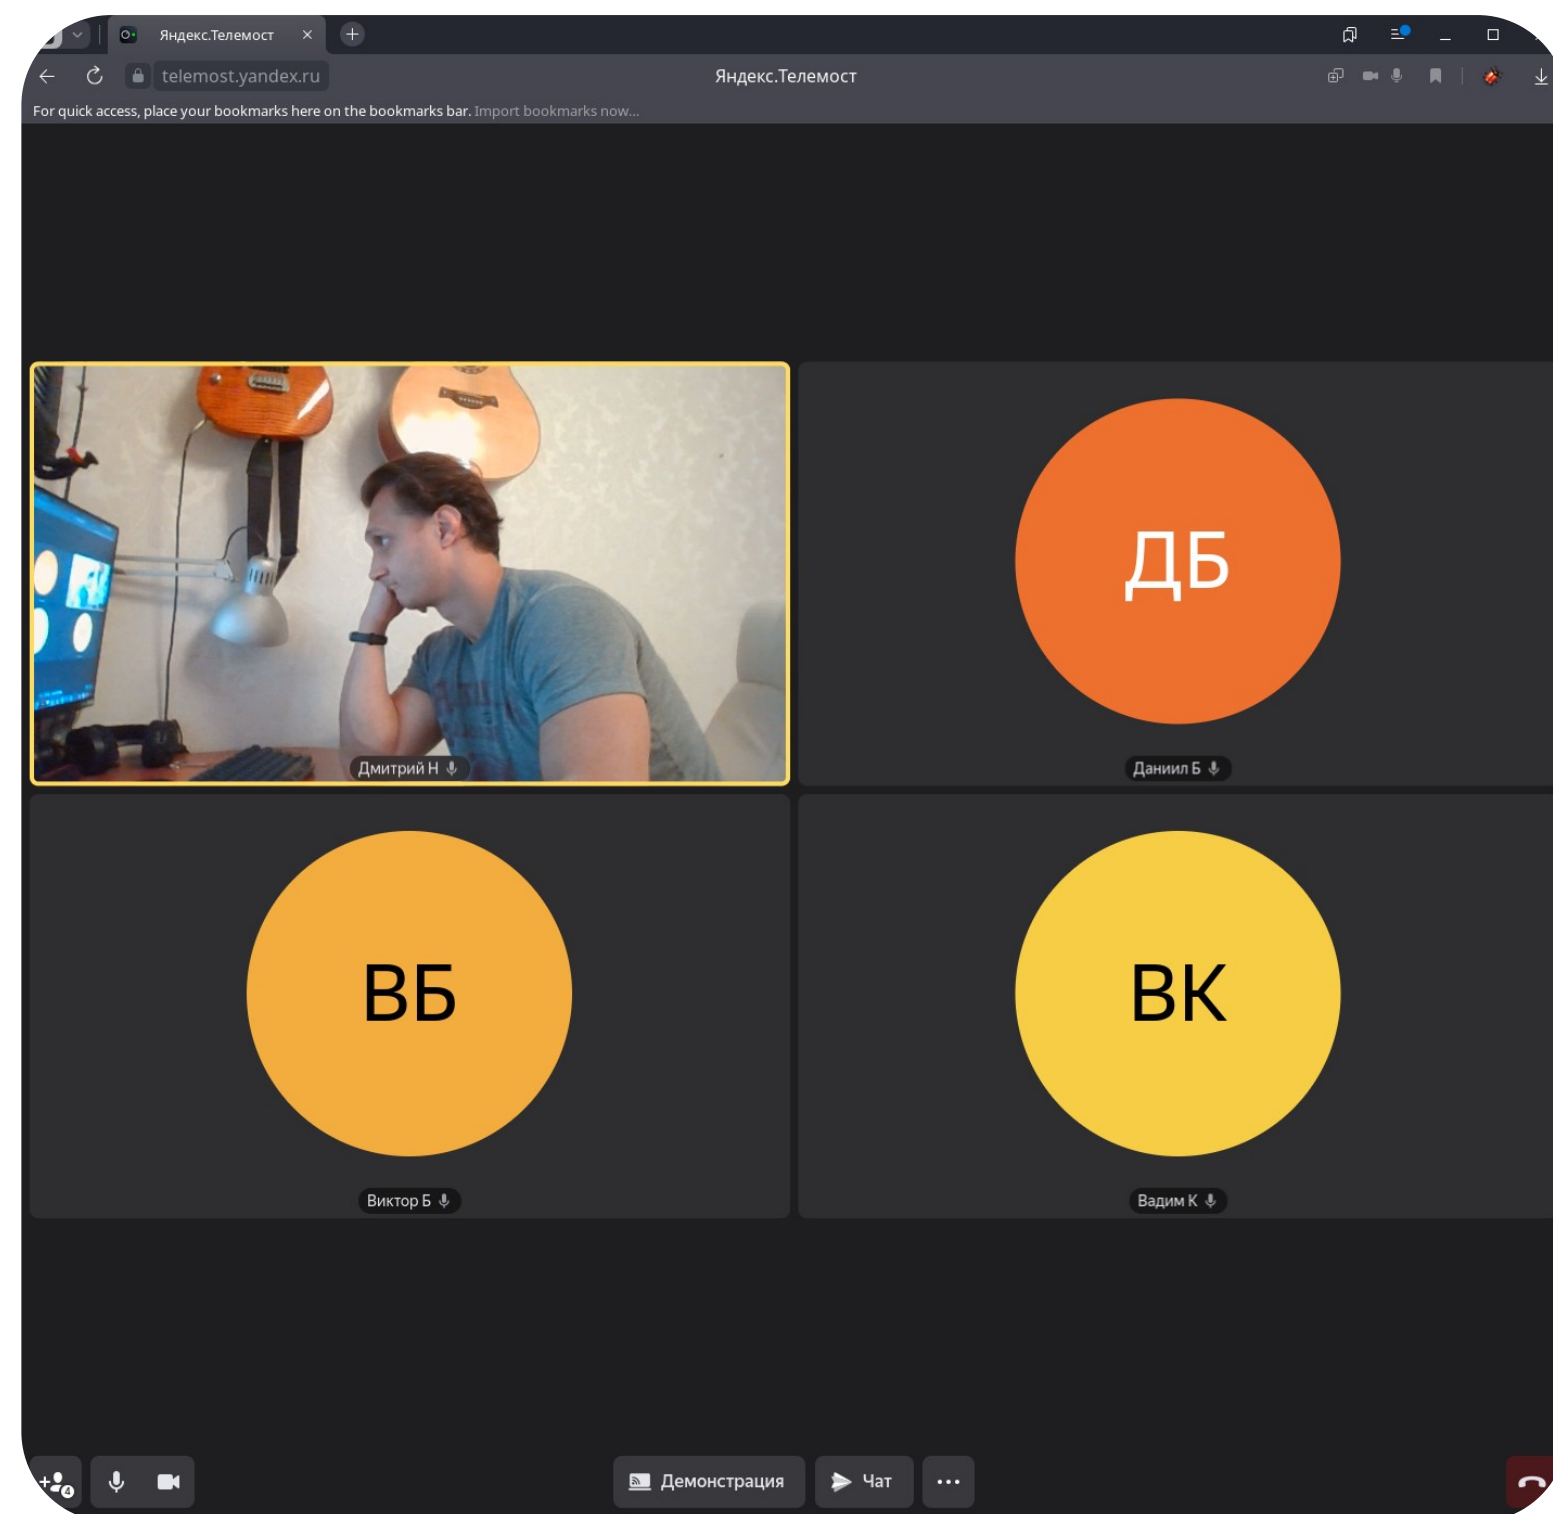 Яндекс.Телемост
telemost.yandex.ru
Яндекс.Телемост
For quick access, place your bookmarks here on the bookmarks bar. Import bookmarks now...
Дмитрий Н
ДБ
Даниил Б
ВБ
Виктор Б
ВК
Вадим К
4
Демонстрация
Чат